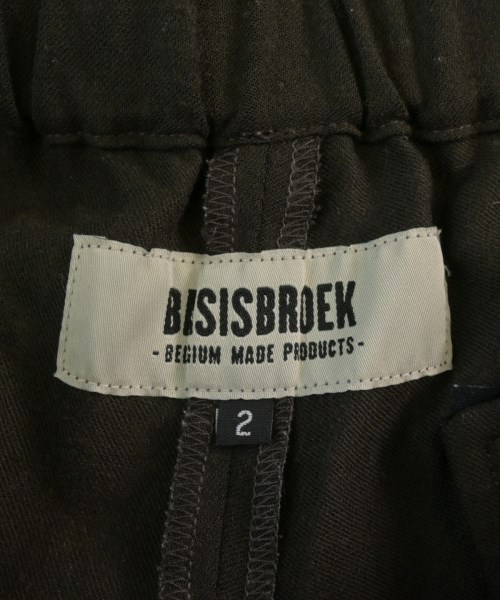 BASISBROEK
- BELGIUM MADE PRODUCTS -
2